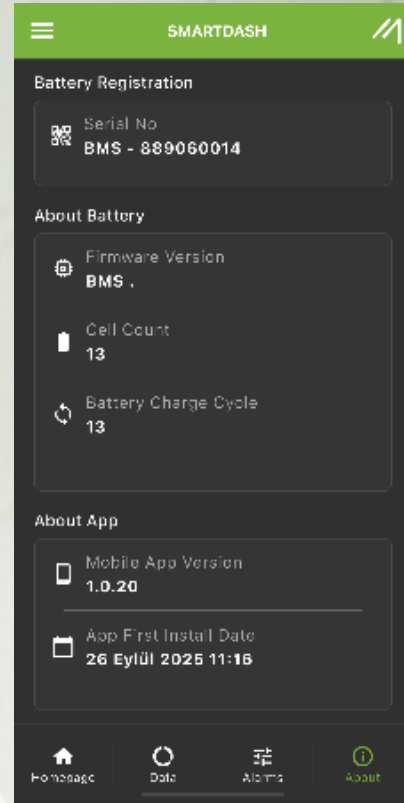 SMARTDASH
Battery Registration
Serial No
BMS - 889060014
About Battery
Firmware Version
BMS .
Cell Count
13
Battery Charge Cycle
13
About App
Mobile App Version
1.0.20
App First Install Date
26 Eylül 2025 11:16
Homepage Data Alarms About